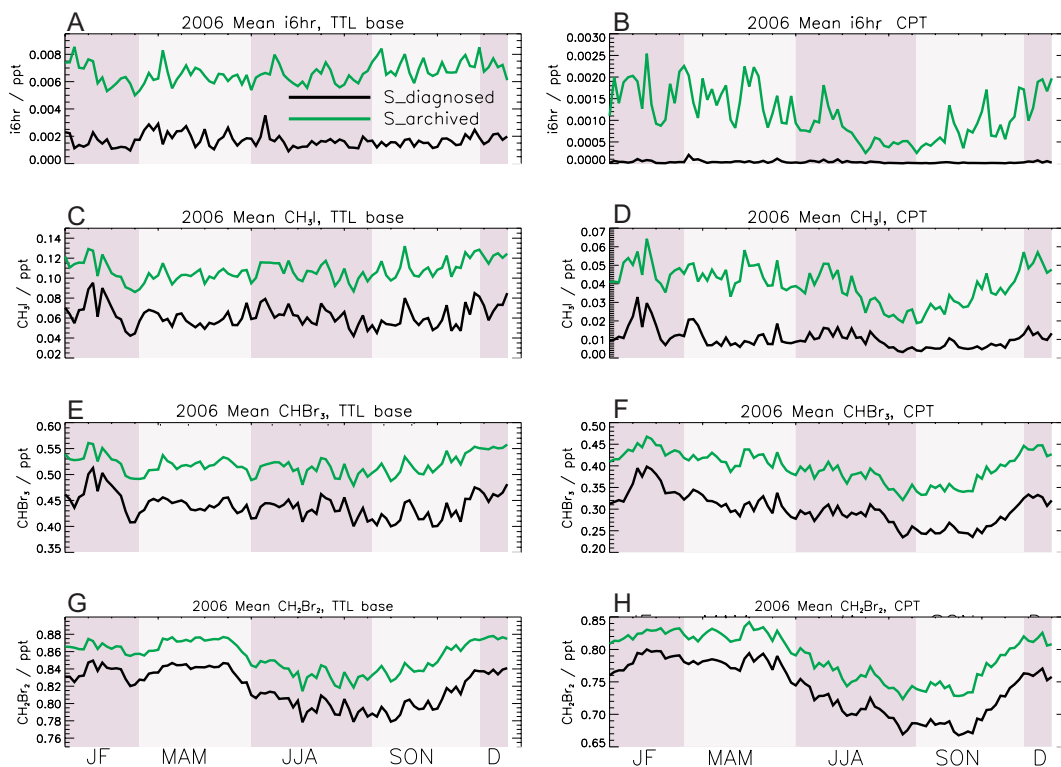 A
2006 Mean i6hr, TTL base
i6hr / ppt
0.008
0.006
0.004
0.002
0.000
S_diagnosed
S_archived
B
2006 Mean i6hr CPT
i6hr / ppt
0.0030
0.0025
0.0020
0.0015
0.0010
0.0005
0.0000
C
2006 Mean CH₃I, TTL base
CH₃I / ppt
0.14
0.12
0.10
0.08
0.06
0.04
0.02
D
2006 Mean CH₃I, CPT
CH₃I / ppt
0.07
0.06
0.05
0.04
0.03
0.02
0.01
0.00
E
2006 Mean CHBr₃, TTL base
CHBr₃ / ppt
0.60
0.55
0.50
0.45
0.40
0.35
F
2006 Mean CHBr₃, CPT
CHBr₃ / ppt
0.50
0.45
0.40
0.35
0.30
0.25
0.20
G
2006 Mean CH₂Br₂, TTL base
CH₂Br₂ / ppt
0.88
0.86
0.84
0.82
0.80
0.78
0.76
JF MAM JJA SON D
H
2006 Mean CH₂Br₂, CPT
CH₂Br₂ / ppt
0.85
0.80
0.75
0.70
0.65
JF MAM JJA SON D